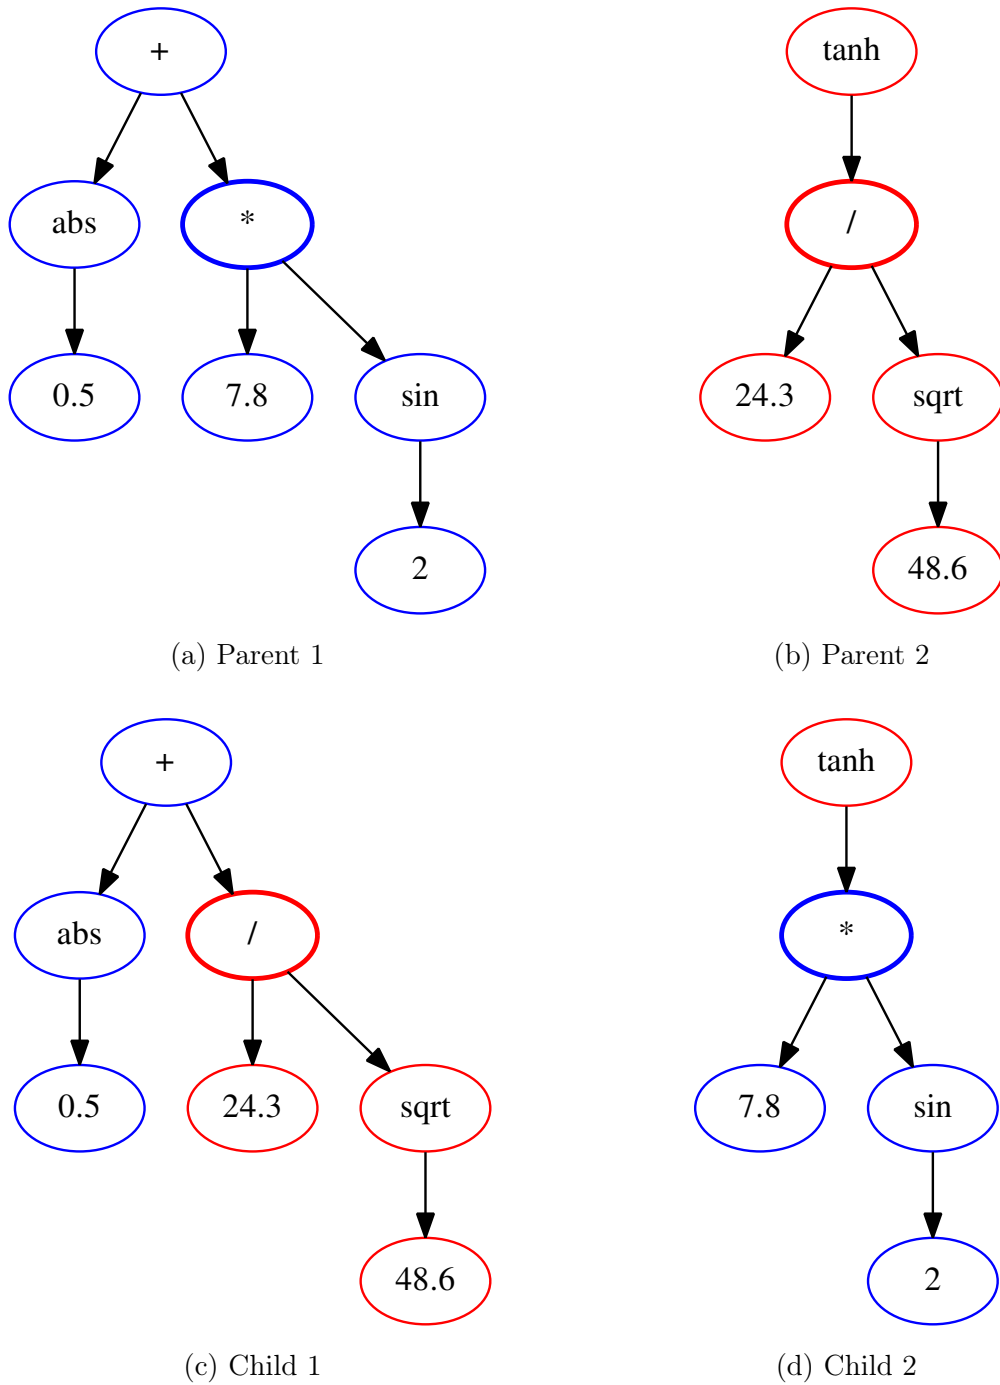 +
tanh
abs
*
/
0.5
7.8
sin
24.3
sqrt
2
48.6
(a) Parent 1
(b) Parent 2
+
tanh
abs
/
*
0.5
24.3
sqrt
7.8
sin
48.6
2
(c) Child 1
(d) Child 2